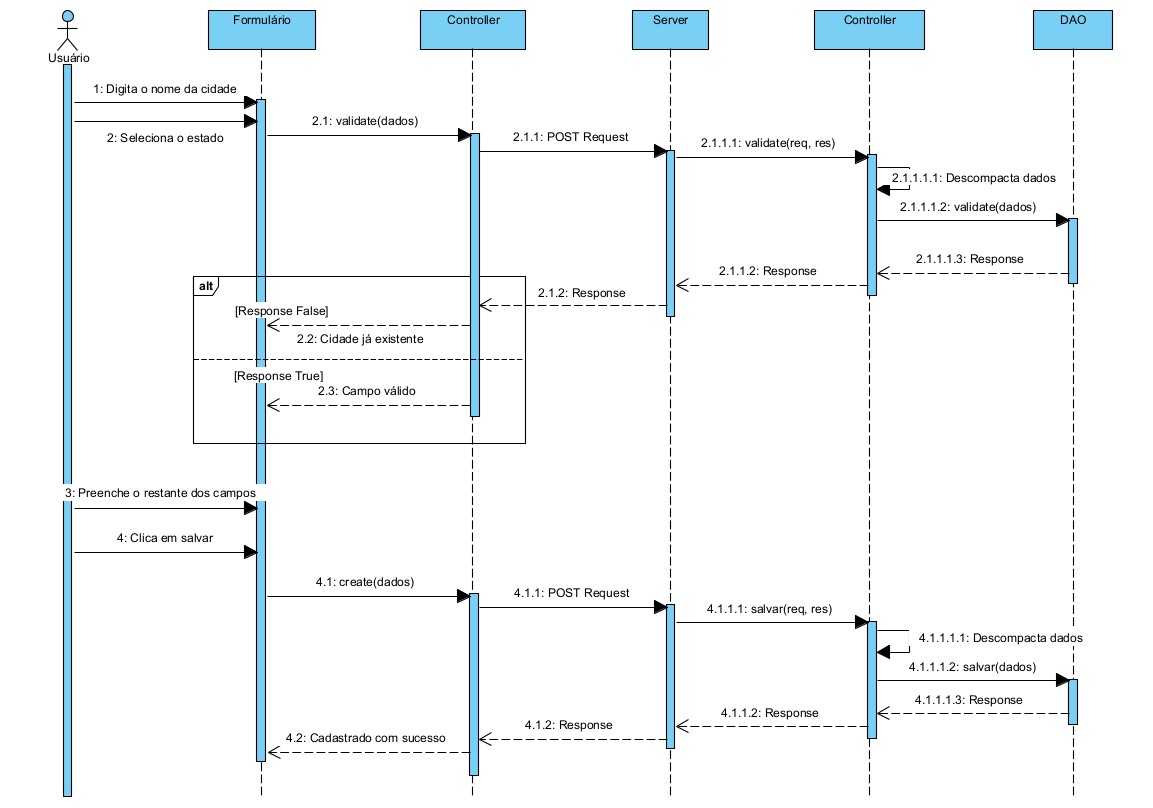 Formulário
Controller
Server
Controller
DAO
Usuário
1: Digita o nome da cidade
2: Seleciona o estado
2.1: validate(dados)
2.1.1: POST Request
2.1.1.1: validate(req, res)
2.1.1.1.1: Descompacta dados
2.1.1.1.2: validate(dados)
2.1.1.1.3: Response
2.1.1.2: Response
2.1.2: Response
alt
[Response False]
2.2: Cidade já existente
[Response True]
2.3: Campo válido
3: Preenche o restante dos campos
4: Clica em salvar
4.1: create(dados)
4.1.1: POST Request
4.1.1.1: salvar(req, res)
4.1.1.1.1: Descompacta dados
4.1.1.1.2: salvar(dados)
4.1.1.1.3: Response
4.1.1.2: Response
4.1.2: Response
4.2: Cadastrado com sucesso